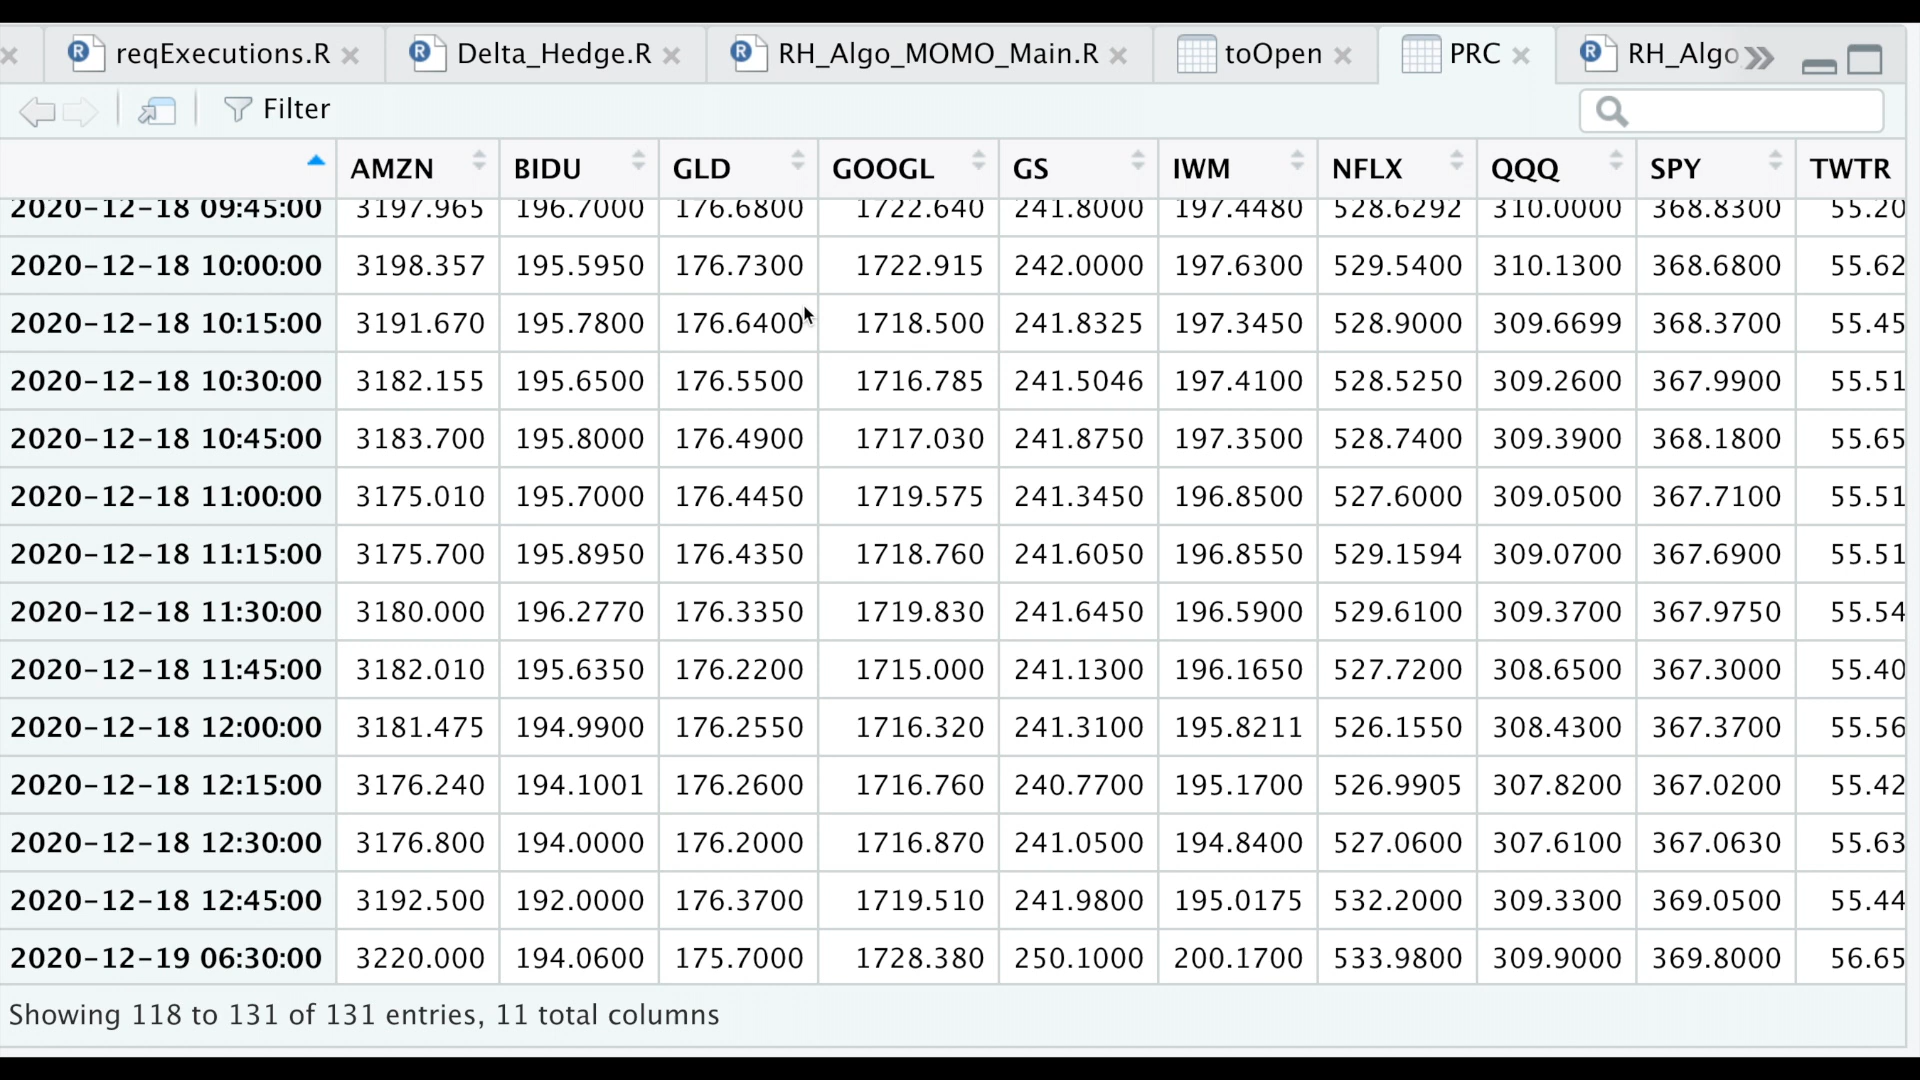 reqExecutions.R Delta_Hedge.R RH_Algo_MOMO_Main.R toOpen PRC RH_Algo
Filter
AMZN BIDU GLD GOOGL GS IWM NFLX QQQ SPY TWTR
2020-12-18 09:45:00 3197.965 196.7000 176.6800 1722.640 241.8000 197.4480 528.6292 310.0000 368.8300 55.20
2020-12-18 10:00:00 3198.357 195.5950 176.7300 1722.915 242.0000 197.6300 529.5400 310.1300 368.6800 55.62
2020-12-18 10:15:00 3191.670 195.7800 176.6400 1718.500 241.8325 197.3450 528.9000 309.6699 368.3700 55.45
2020-12-18 10:30:00 3182.155 195.6500 176.5500 1716.785 241.5046 197.4100 528.5250 309.2600 367.9900 55.51
2020-12-18 10:45:00 3183.700 195.8000 176.4900 1717.030 241.8750 197.3500 528.7400 309.3900 368.1800 55.65
2020-12-18 11:00:00 3175.010 195.7000 176.4450 1719.575 241.3450 196.8500 527.6000 309.0500 367.7100 55.51
2020-12-18 11:15:00 3175.700 195.8950 176.4350 1718.760 241.6050 196.8550 529.1594 309.0700 367.6900 55.51
2020-12-18 11:30:00 3180.000 196.2770 176.3350 1719.830 241.6450 196.5900 529.6100 309.3700 367.9750 55.54
2020-12-18 11:45:00 3182.010 195.6350 176.2200 1715.000 241.1300 196.1650 527.7200 308.6500 367.3000 55.40
2020-12-18 12:00:00 3181.475 194.9900 176.2550 1716.320 241.3100 195.8211 526.1550 308.4300 367.3700 55.56
2020-12-18 12:15:00 3176.240 194.1001 176.2600 1716.760 240.7700 195.1700 526.9905 307.8200 367.0200 55.42
2020-12-18 12:30:00 3176.800 194.0000 176.2000 1716.870 241.0500 194.8400 527.0600 307.6100 367.0630 55.63
2020-12-18 12:45:00 3192.500 192.0000 176.3700 1719.510 241.9800 195.0175 532.2000 309.3300 369.0500 55.44
2020-12-19 06:30:00 3220.000 194.0600 175.7000 1728.380 250.1000 200.1700 533.9800 309.9000 369.8000 56.65
Showing 118 to 131 of 131 entries, 11 total columns